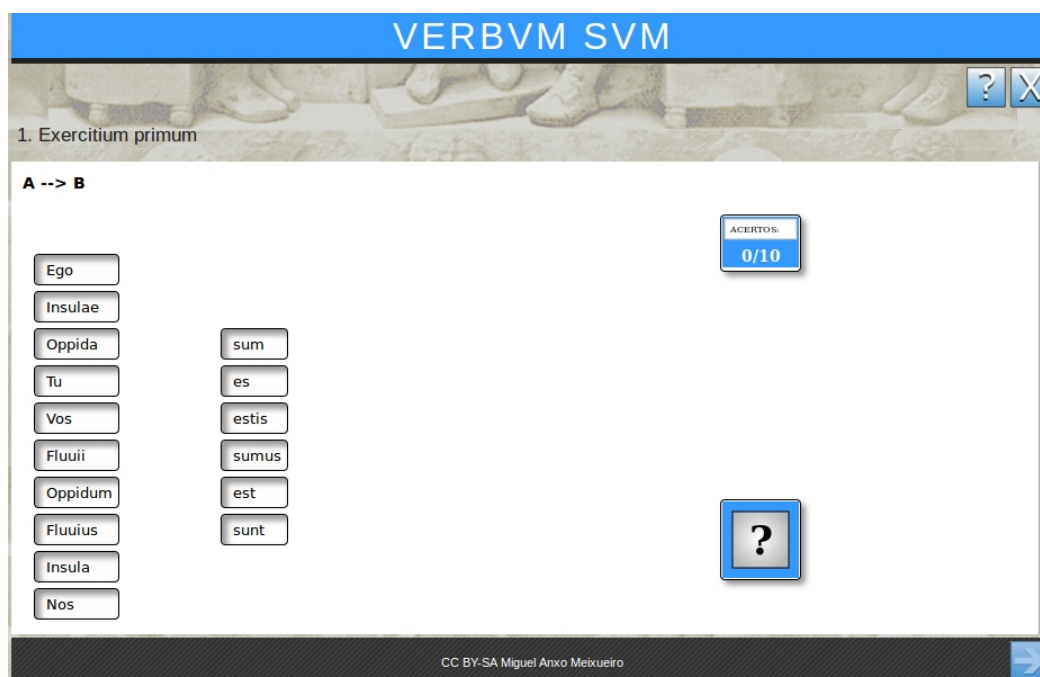 VERBVM SVM
? X
1. Exercitium primum
A --> B
ACERTOS:
0/10
Ego
Insulae
Oppida
Tu
Vos
Fluuii
Oppidum
Fluuius
Insula
Nos
sum
es
estis
sumus
est
sunt
?
CC BY-SA Miguel Anxo Meixueiro